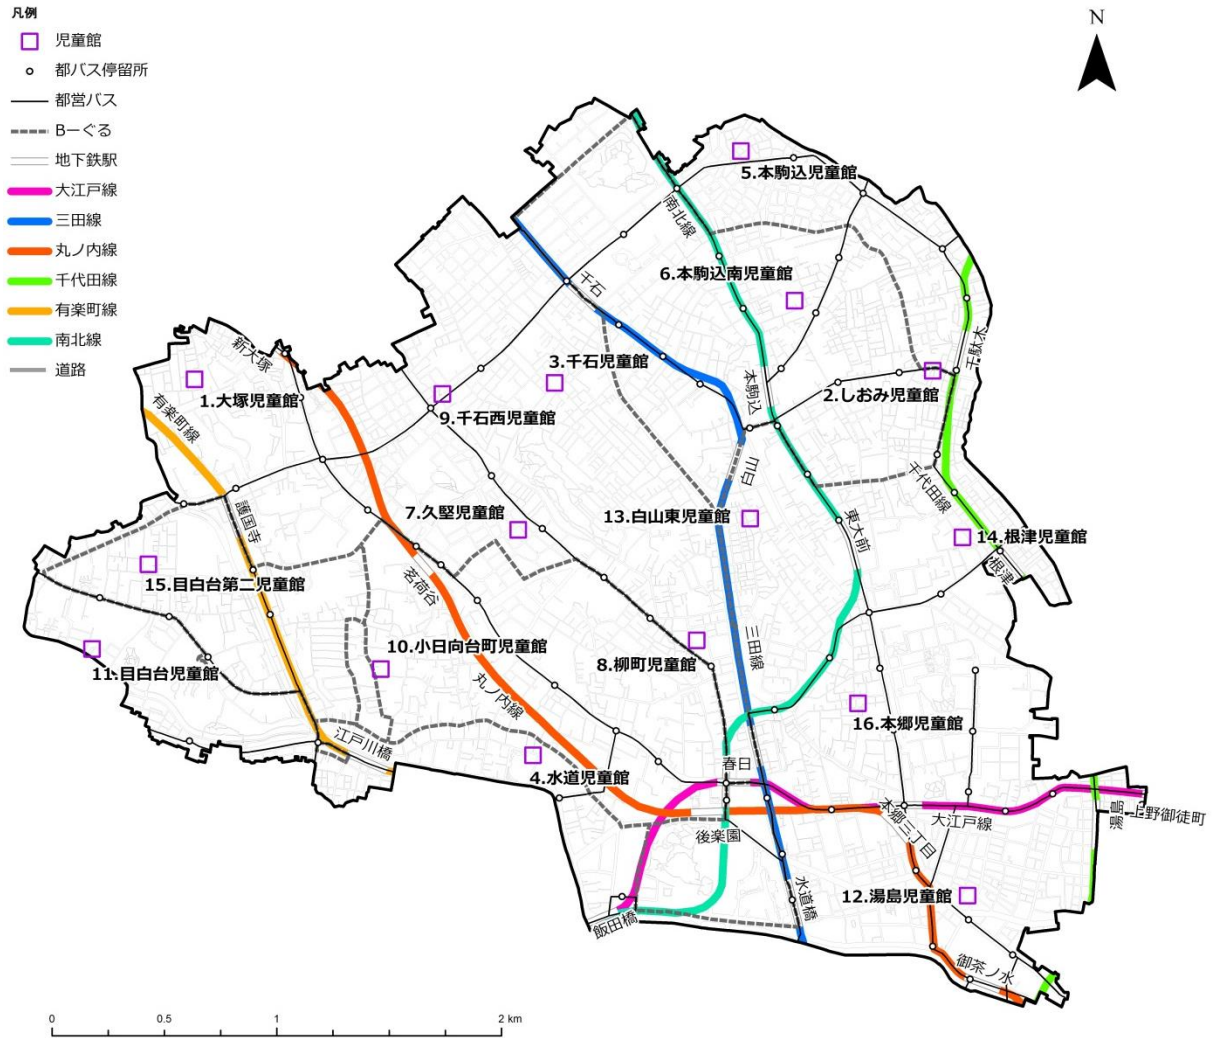 凡例
児童館
都バス停留所
都営バス
Bーぐる
地下鉄駅
大江戸線
三田線
丸ノ内線
千代田線
有楽町線
南北線
道路
N
5.本駒込児童館
南北線
6.本駒込南児童館
千石
千駄木
新大塚
3.千石児童館
本駒込
2.しおみ児童館
1.大塚児童館
有楽町線
9.千石西児童館
白山
千代田線
護国寺
7.久堅児童館
13.白山東児童館
東大前
14.根津児童館
根津
茗荷谷
15.目白台第二児童館
10.小日向台町児童館
三田線
8.柳町児童館
11.目白台児童館
丸ノ内線
16.本郷児童館
江戸川橋
4.水道児童館
春日
後楽園
本郷三丁目
大江戸線
湯島
上野御徒町
12.湯島児童館
水道橋
飯田橋
御茶ノ水
0 0.5 1 2 km